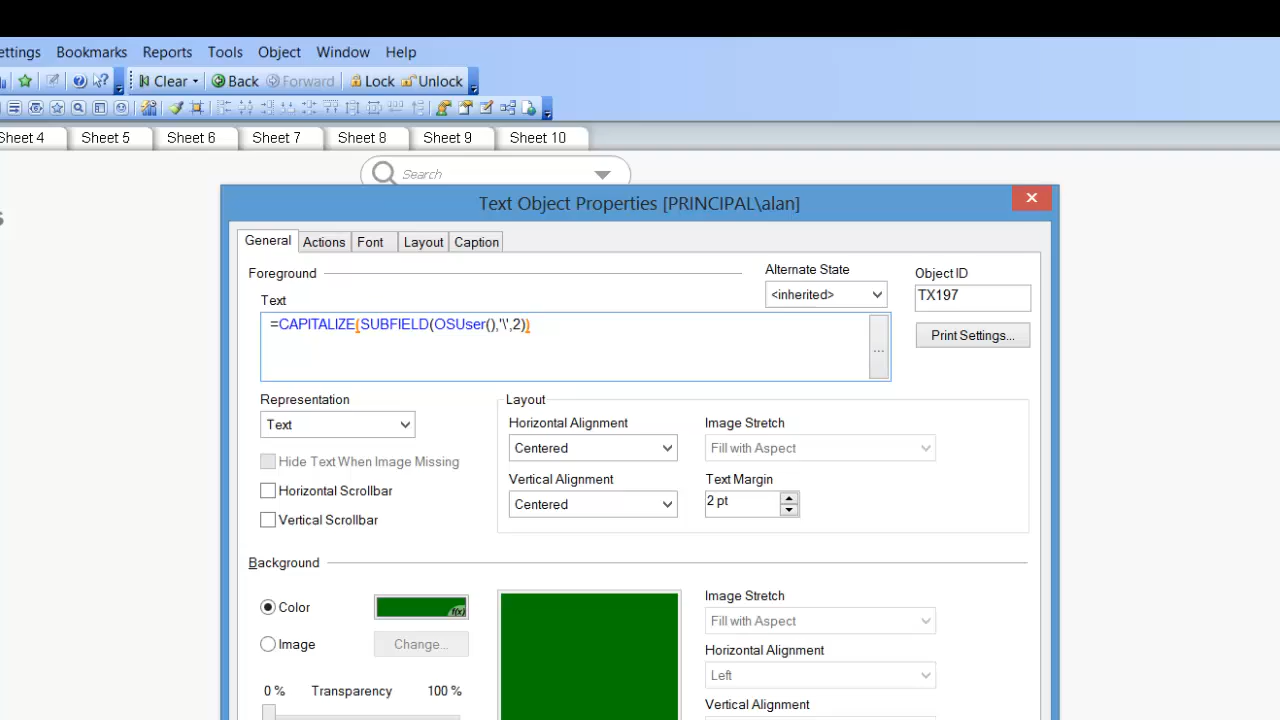 ettings Bookmarks Reports Tools Object Window Help
Clear Back Forward Lock Unlock
Sheet 4 Sheet 5 Sheet 6 Sheet 7 Sheet 8 Sheet 9 Sheet 10
Search
s
Text Object Properties [PRINCIPAL\alan]
General Actions Font Layout Caption
Foreground
Alternate State
Object ID
<inherited>
TX197
Text
=CAPITALIZE(SUBFIELD(OSUser(),'\',2))
...
Print Settings...
Representation
Text
Layout
Horizontal Alignment
Image Stretch
Centered
Fill with Aspect
Hide Text When Image Missing
Vertical Alignment
Text Margin
Horizontal Scrollbar
Centered
2 pt
Vertical Scrollbar
Background
Color
f(x)
Image Stretch
Fill with Aspect
Image
Change...
Horizontal Alignment
Left
0 % Transparency 100 %
Vertical Alignment